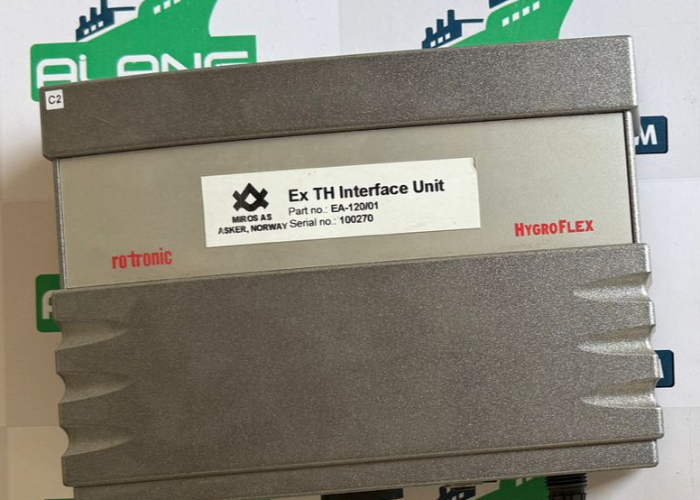 ALANG
C2
MIROS AS
ASKER, NORWAY
Ex TH Interface Unit
Part no.: EA-120/01
Serial no.: 100270
rotronic
HYGROFLEX
M
A